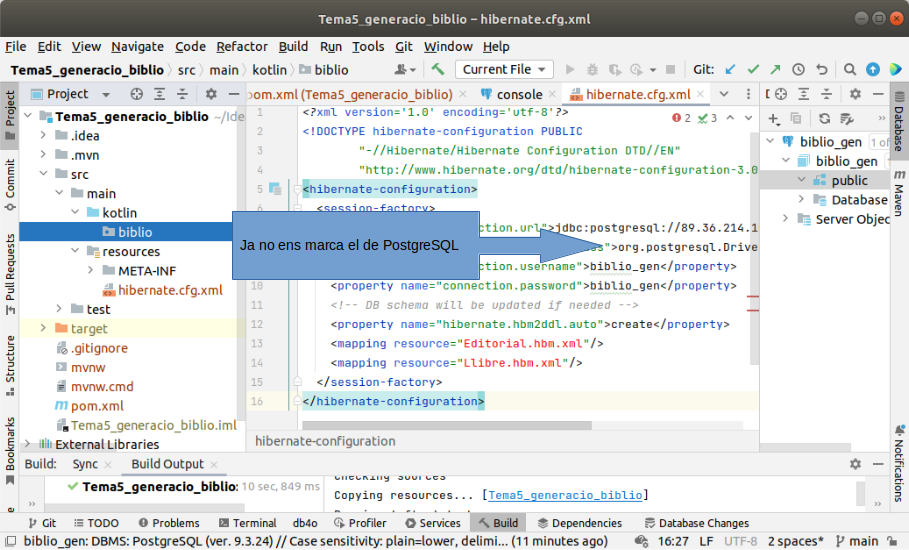 Tema5_generacio_biblio – hibernate.cfg.xml
File Edit View Navigate Code Refactor Build Run Tools Git Window Help
Tema5_generacio_biblio src main kotlin biblio Current File Git:
Project
pom.xml (Tema5_generacio_biblio) console hibernate.cfg.xml
Project
Commit
Pull Requests
Structure
Bookmarks
Tema5_generacio_biblio ~/Ide
.idea
.mvn
src
main
kotlin
biblio
resources
META-INF
hibernate.cfg.xml
test
target
.gitignore
mvnw
mvnw.cmd
pom.xml
Tema5_generacio_biblio.iml
External Libraries
1 <?xml version='1.0' encoding='utf-8'?>
2 <!DOCTYPE hibernate-configuration PUBLIC
3 "-//Hibernate/Hibernate Configuration DTD//EN"
4 "http://www.hibernate.org/dtd/hibernate-configuration-3.0
5 <hibernate-configuration>
6 <session-factory>
ction.url">jdbc:postgresql://89.36.214.1
s">org.postgresql.Drive
ction.username">biblio_gen</property>
10 <property name="connection.password">biblio_gen</property>
11 <!-- DB schema will be updated if needed -->
12 <property name="hibernate.hbm2ddl.auto">create</property>
13 <mapping resource="Editorial.hbm.xml"/>
14 <mapping resource="Llibre.hbm.xml"/>
15 </session-factory>
16 </hibernate-configuration>
2 3
Ja no ens marca el de PostgreSQL
hibernate-configuration
biblio_gen 1 of
biblio_gen
public
Database
Server Objec
Database
Maven
Notifications
Build: Sync Build Output
Tema5_generacio_biblio: 10 sec, 849 ms
Checking sources
Copying resources... [Tema5_generacio_biblio]
Git TODO Problems Terminal db4o Profiler Services Build Dependencies Database Changes
biblio_gen: DBMS: PostgreSQL (ver. 9.3.24) // Case sensitivity: plain=lower, delimi... (11 minutes ago) 16:27 LF UTF-8 2 spaces* main